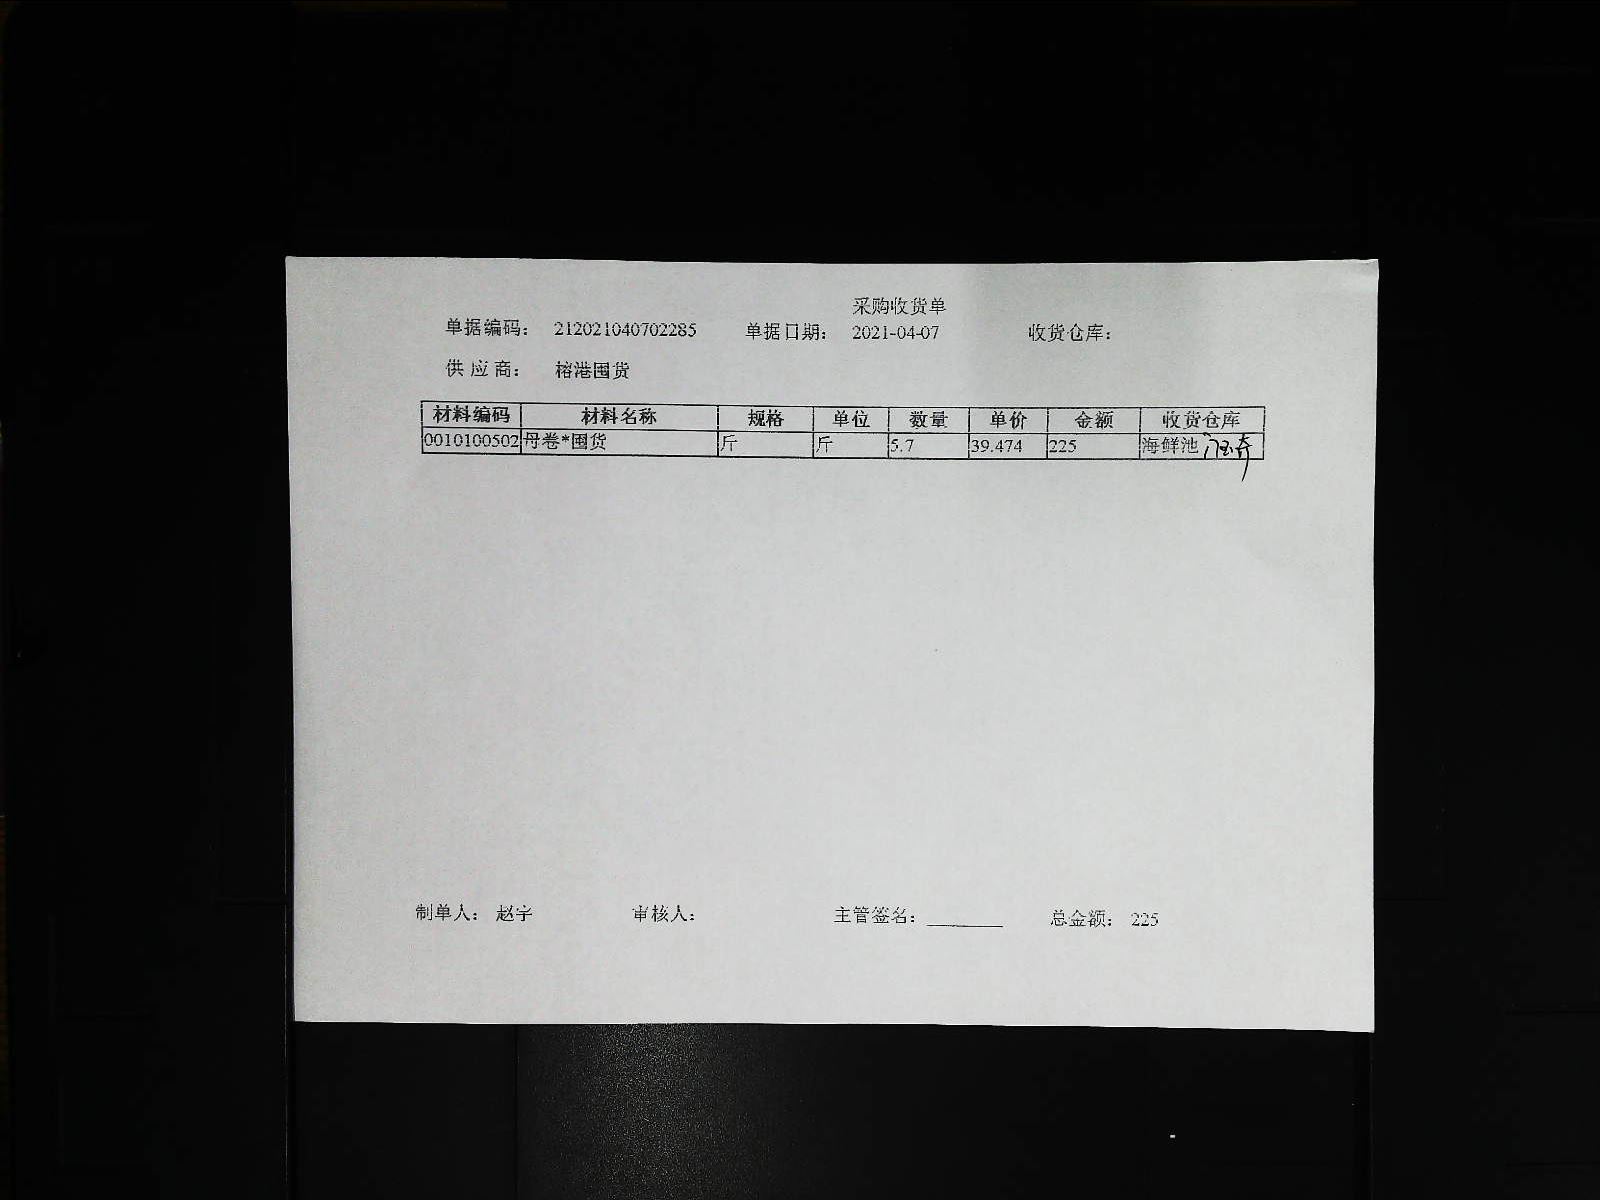 采购收货单
单据编码： 212021040702285 单据日期： 2021-04-07 收货仓库：
供 应 商： 榕港囤货
材料编码 材料名称 规格 单位 数量 单价 金额 收货仓库
0010100502 母卷*囤货 斤 斤 5.7 39.474 225 海鲜池
制单人： 赵宇 审核人： 主管签名： 总金额： 225